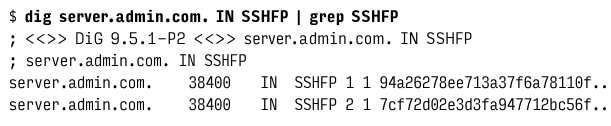 $ dig server.admin.com. IN SSHFP | grep SSHFP
; <<>> DiG 9.5.1-P2 <<>> server.admin.com. IN SSHFP
; server.admin.com. IN SSHFP
server.admin.com. 38400 IN SSHFP 1 1 94a26278ee713a37f6a78110f..
server.admin.com. 38400 IN SSHFP 2 1 7cf72d02e3d3fa947712bc56f..